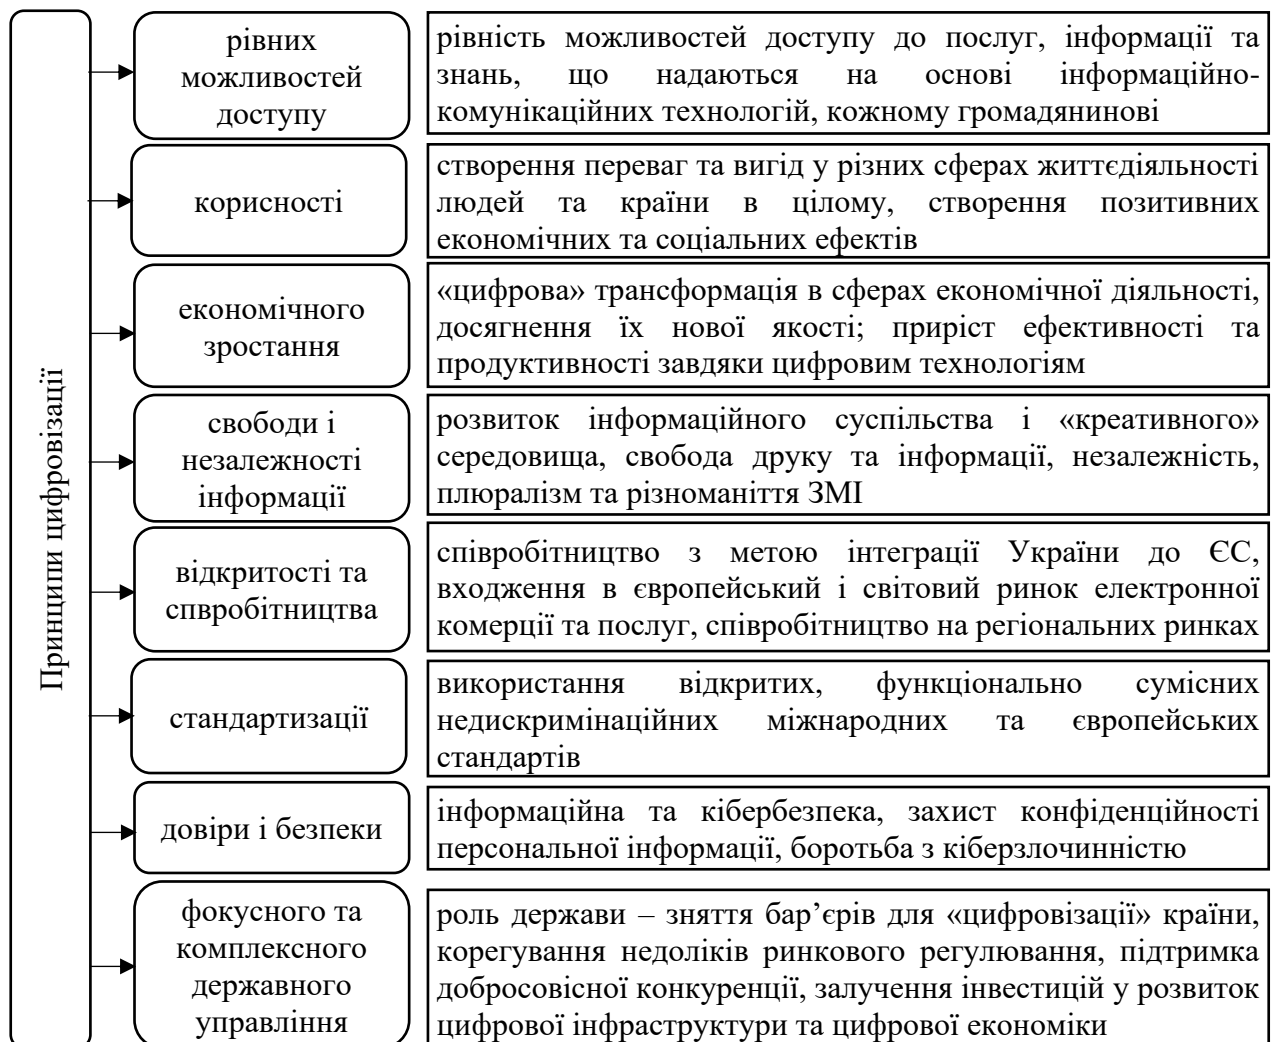 Принципи цифровізації
рівних
можливостей
доступу
рівність можливостей доступу до послуг, інформації та
знань, що надаються на основі інформаційно-
комунікаційних технологій, кожному громадянинові
корисності
створення переваг та вигід у різних сферах життєдіяльності
людей та країни в цілому, створення позитивних
економічних та соціальних ефектів
економічного
зростання
«цифрова» трансформація в сферах економічної діяльності,
досягнення їх нової якості; приріст ефективності та
продуктивності завдяки цифровим технологіям
свободи і
незалежності
інформації
розвиток інформаційного суспільства і «креативного»
середовища, свобода друку та інформації, незалежність,
плюралізм та різноманіття ЗМІ
відкритості та
спвробітництва
співробітництво з метою інтеграції України до ЄС,
входження в європейський і світовий ринок електронної
комерції та послуг, співробітництво на регіональних ринках
стандартизації
використання відкритих, функціонально сумісних
недискримінаційних міжнародних та європейських
стандартів
довіри і безпеки
інформаційна та кібербезпека, захист конфіденційності
персональної інформації, боротьба з кіберзлочинністю
фокусного та
комплексного
державного
управління
роль держави – зняття бар’єрів для «цифровізації» країни,
корегування недоліків ринкового регулювання, підтримка
добросовісної конкуренції, залучення інвестицій у розвиток
цифрової інфраструктури та цифрової економіки